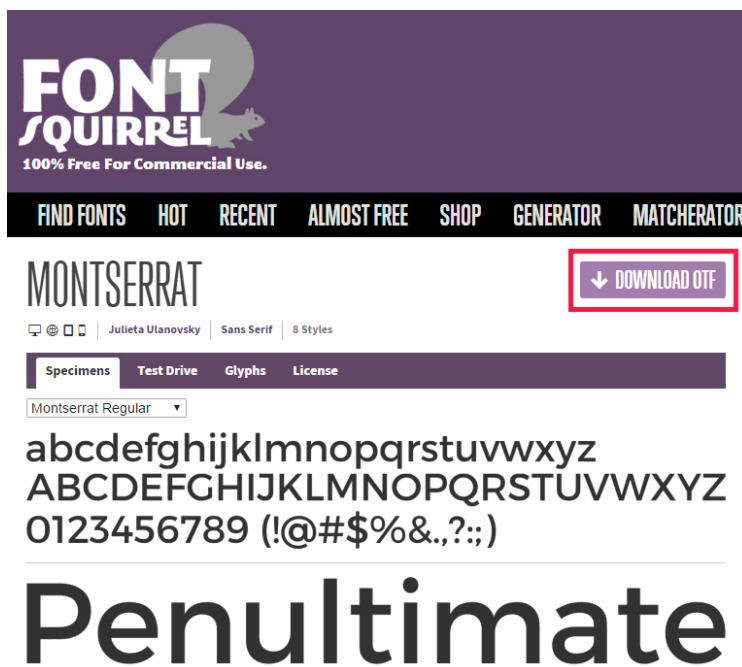 FONT
SQUIRREL
100% Free For Commercial Use.
FIND FONTS HOT RECENT ALMOST FREE SHOP GENERATOR MATCHERATOR
MONTSERRAT
DOWNLOAD OTF
Julieta Ulanovsky Sans Serif 8 Styles
Specimens Test Drive Glyphs License
Montserrat Regular
abcdefghijklmnopqrstuvwxyz
ABCDEFGHIJKLMNOPQRSTUVWXYZ
0123456789 (!@#$%&.,?:;)
Penultimate